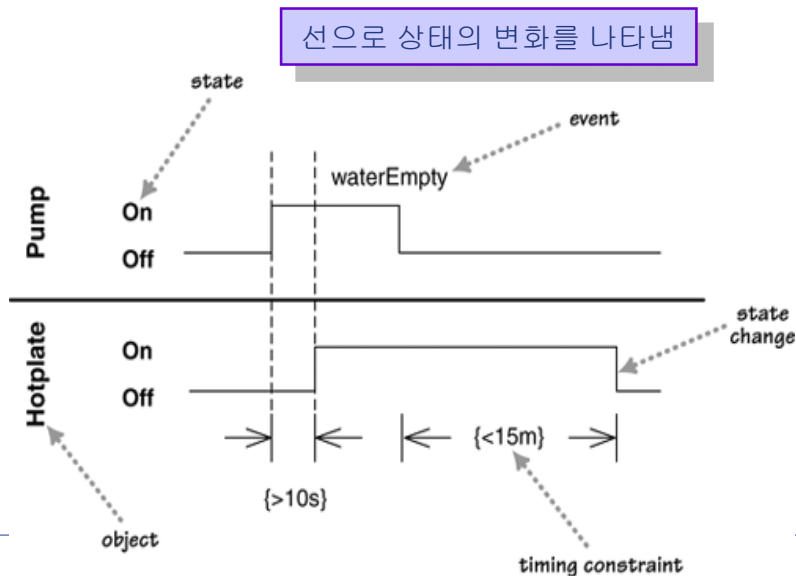 선으로 상태의 변화를 나타냄
state
event
waterEmpty
Pump
On
Off
state
change
Hotplate
On
Off
{<15m}
{>10s}
object
timing constraint